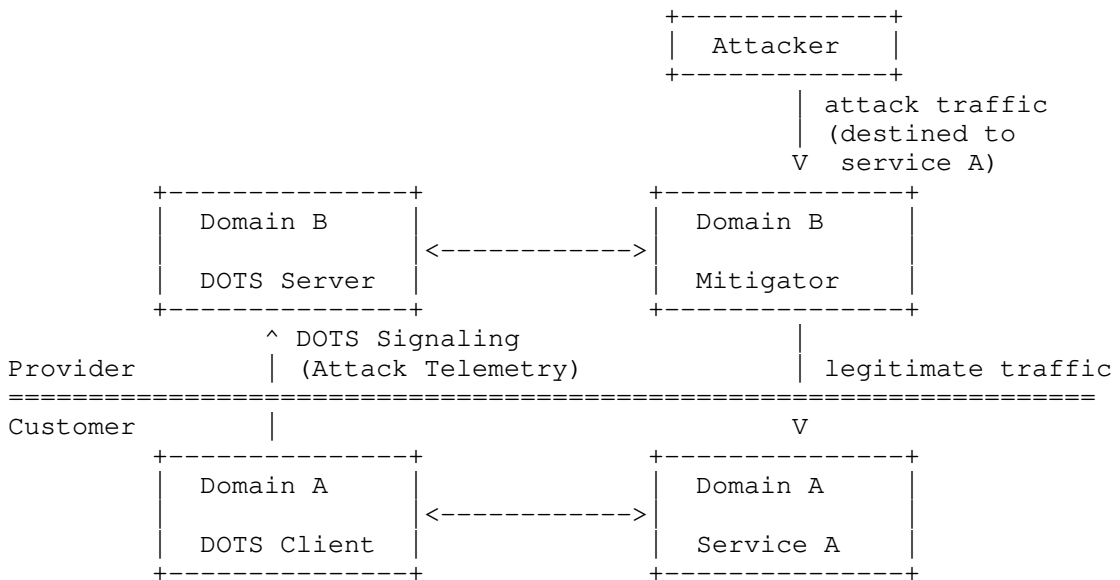 Attacker
attack traffic
(destined to
V service A)
Domain B Domain B
<------------>
DOTS Server Mitigator
^ DOTS Signaling
Provider (Attack Telemetry) legitimate traffic
Customer V
Domain A Domain A
<------------>
DOTS Client Service A